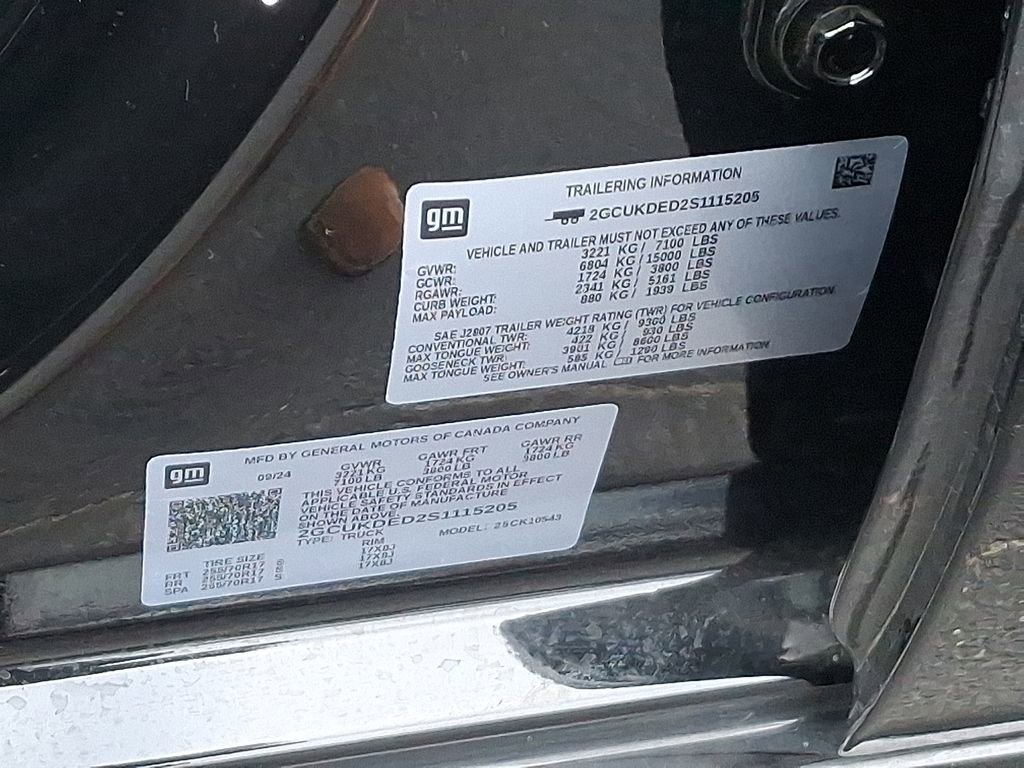 gm
TRAILERING INFORMATION
2GCUKDED2S1115205
VEHICLE AND TRAILER MUST NOT EXCEED ANY OF THESE VALUES.
GVWR: 3221 KG / 7100 LBS
GCWR: 6804 KG / 15000 LBS
RGAWR: 1724 KG / 3800 LBS
CURB WEIGHT: 2341 KG / 5161 LBS
MAX PAYLOAD: 880 KG / 1939 LBS
SAE J2807 TRAILER WEIGHT RATING (TWR) FOR VEHICLE CONFIGURATION.
CONVENTIONAL TWR: 4218 KG / 9300 LBS
MAX TONGUE WEIGHT: 422 KG / 930 LBS
GOOSENECK TWR: 3901 KG / 8600 LBS
MAX TONGUE WEIGHT: 585 KG / 1290 LBS
SEE OWNER'S MANUAL FOR MORE INFORMATION
gm
MFD BY GENERAL MOTORS OF CANADA COMPANY
09/24 GVWR GAWR FRT GAWR RR
3221 KG 1724 KG 1724 KG
7100 LB 3800 LB 3800 LB
THIS VEHICLE CONFORMS TO ALL
APPLICABLE U.S. FEDERAL MOTOR
VEHICLE SAFETY STANDARDS IN EFFECT
ON THE DATE OF MANUFACTURE
SHOWN ABOVE.
2GCUKDED2S1115205
TYPE: TRUCK MODEL: 25CK10543
TIRE SIZE RIM
FRT 255/70R17 S 17X8J
RR 255/70R17 S 17X8J
SPA 255/70R17 S 17X8J